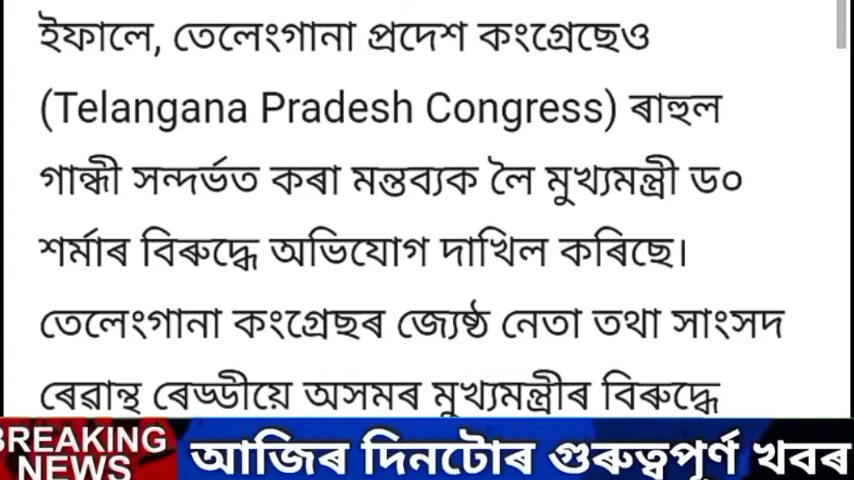 ইফালে, তেলেংগানা প্ৰদেশ কংগ্ৰেছেও
(Telangana Pradesh Congress) ৰাহুল
গান্ধী সন্দৰ্ভত কৰা মন্তব্যক লৈ মুখ্যমন্ত্ৰী ড০
শৰ্মাৰ বিৰুদ্ধে অভিযোগ দাখিল কৰিছে।
তেলেংগানা কংগ্ৰেছৰ জ্যেষ্ঠ নেতা তথা সাংসদ
ৰেৱান্থ ৰেড্ডীয়ে অসমৰ মুখ্যমন্ত্ৰীৰ বিৰুদ্ধে
BREAKING
NEWS
আজিৰ দিনটোৰ গুৰুত্বপূৰ্ণ খবৰ